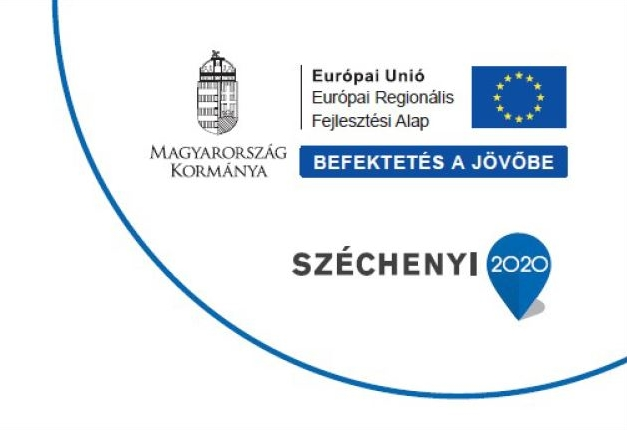 MAGYARORSZÁG
KORMÁNYA
Európai Unió
Európai Regionális
Fejlesztési Alap
BEFEKTETÉS A JÖVŐBE
SZÉCHENYI 2020